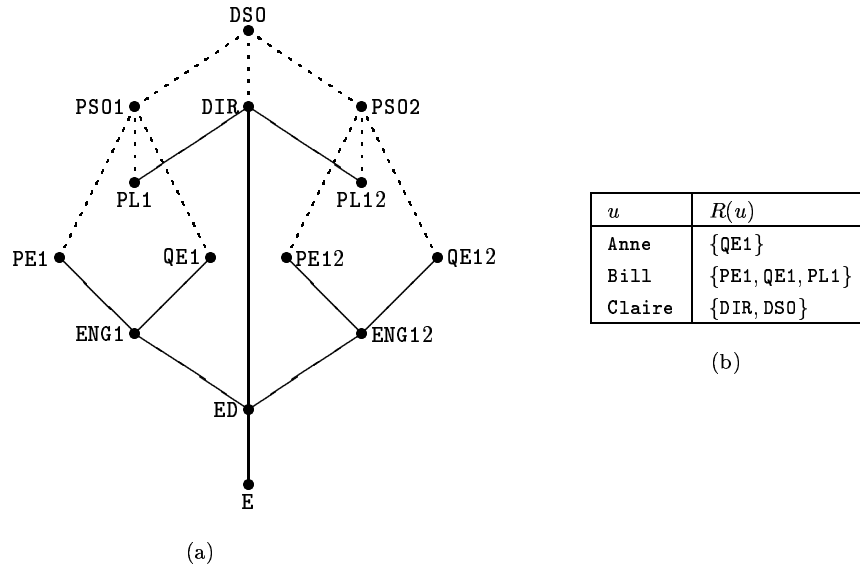 DSO
PSO1 DIR PSO2
PL1 PL12
PE1 QE1 PE12 QE12
ENG1 ENG12
ED
E
(a)
u R(u)
Anne {QE1}
Bill {PE1, QE1, PL1}
Claire {DIR, DSO}
(b)